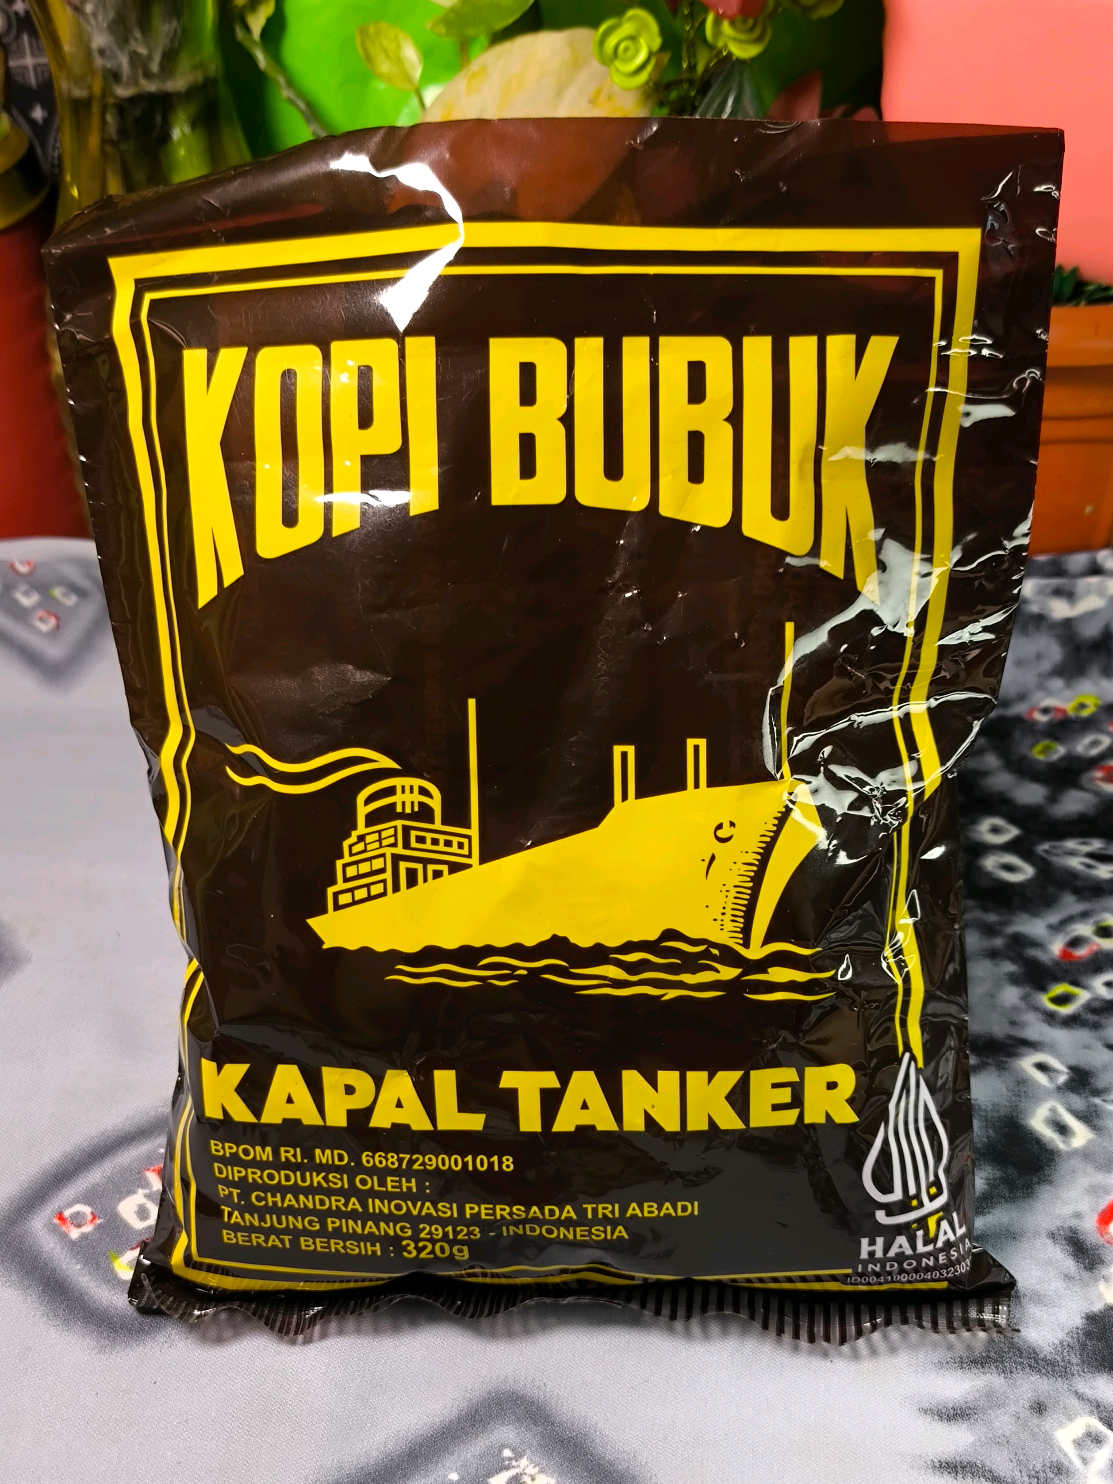 KOPI BUBUK
KAPAL TANKER
BPOM RI. MD. 668729001018
DIPRODUKSI OLEH :
PT. CHANDRA INOVASI PERSADA TRI ABADI
TANJUNG PINANG 29123 - INDONESIA
BERAT BERSIH : 320g
HALAL
INDONESIA